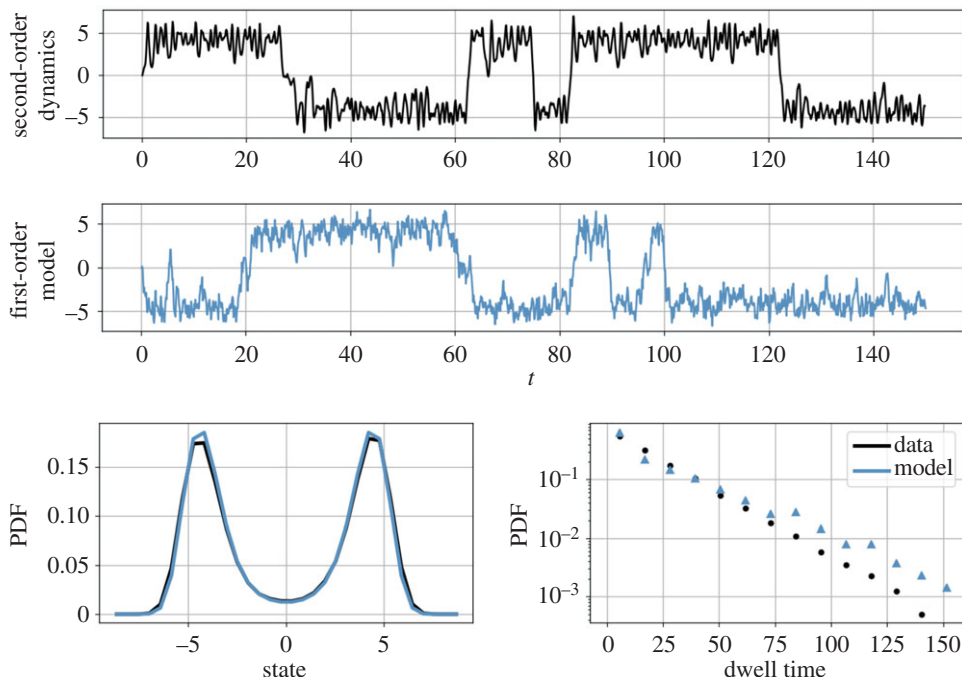 second-order
dynamics
5
0
−5
0 20 40 60 80 100 120 140
first-order
model
5
0
−5
0 20 40 60 80 100 120 140
t
PDF
0.15
0.10
0.05
0
−5 0 5
state
PDF
10⁻¹
10⁻²
10⁻³
data
model
0 25 50 75 100 125 150
dwell time